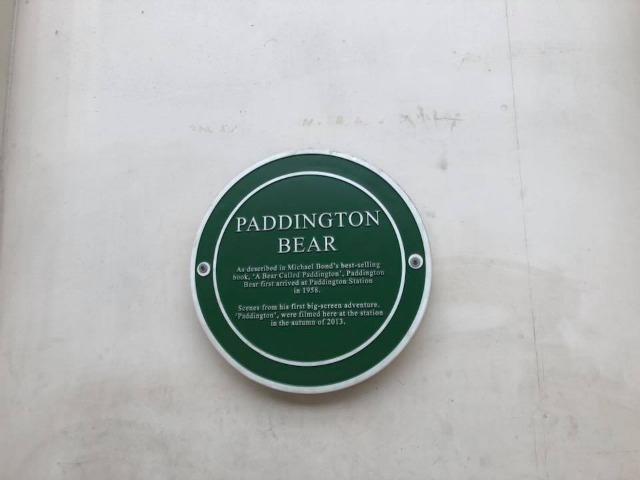 PADDINGTON
BEAR
As described in Michael Bond's best-selling
book, 'A Bear Called Paddington', Paddington
Bear first arrived at Paddington Station
in 1958.
Scenes from his first big-screen adventure,
'Paddington', were filmed here at the station
in the autumn of 2013.